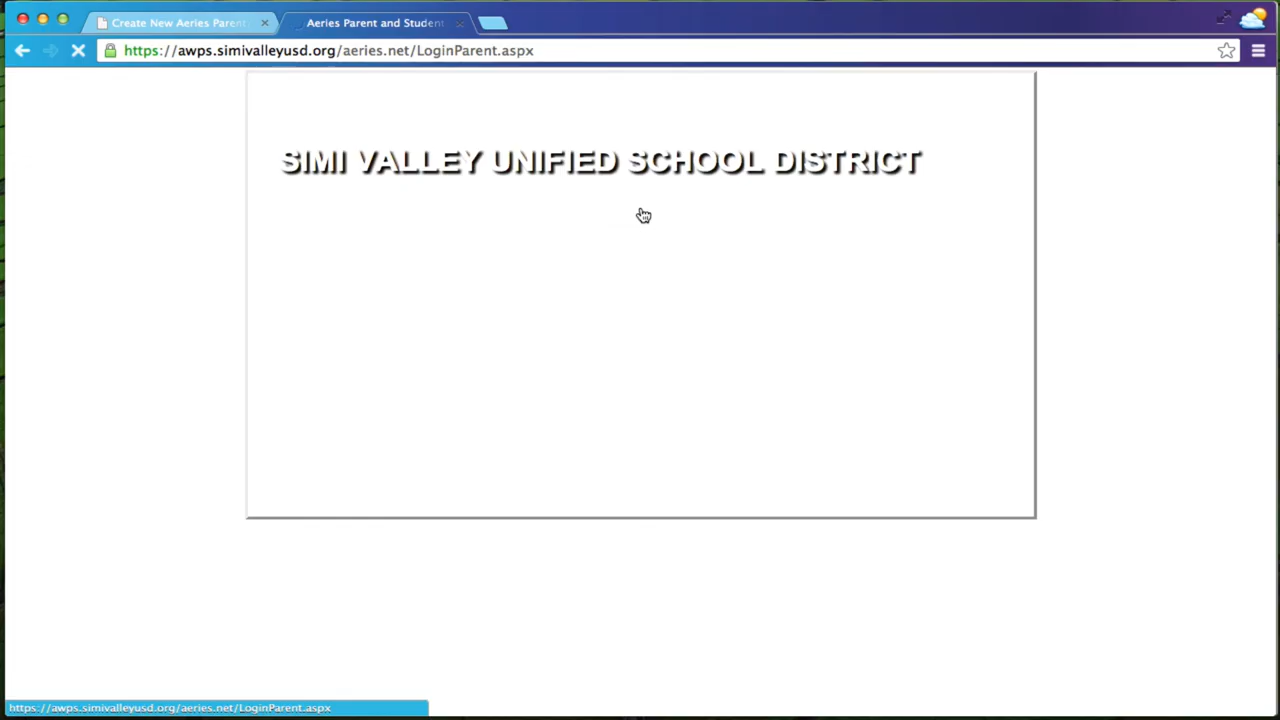 Create New Aeries Parent
Aeries Parent and Student
https://awps.simivalleyusd.org/aeries.net/LoginParent.aspx
SIMI VALLEY UNIFIED SCHOOL DISTRICT
https://awps.simivalleyusd.org/aeries.net/LoginParent.aspx